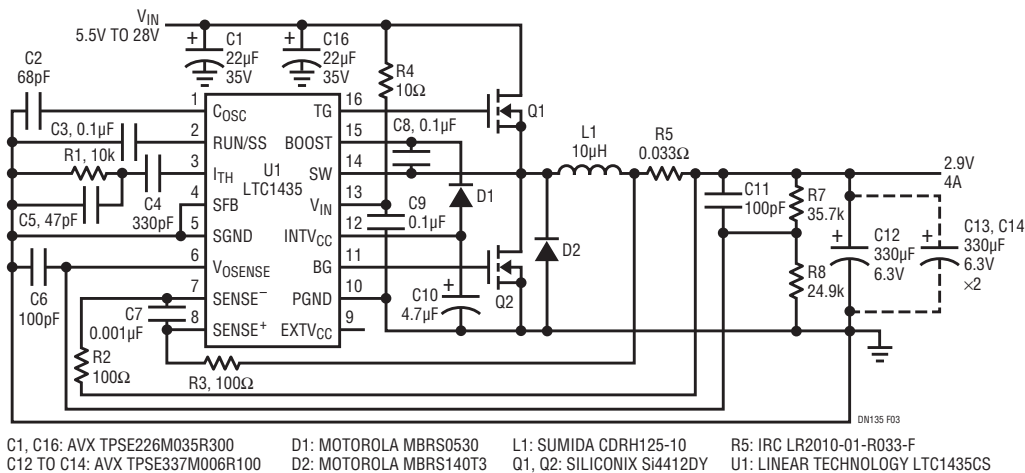 VIN
5.5V TO 28V
C1
22µF
35V
C16
22µF
35V
C2
68pF
R4
10Ω
1
COSC
TG
16
Q1
C3, 0.1µF
2
RUN/SS
BOOST
15
C8, 0.1µF
L1
10µH
R5
0.033Ω
R1, 10k
3
ITH
U1
LTC1435
SW
14
2.9V
4A
C4
330pF
4
SFB
VIN
13
D1
C11
100pF
R7
35.7k
C5, 47pF
5
SGND
INTVCC
12
C9
0.1µF
C12
330µF
6.3V
C13, C14
330µF
6.3V
×2
6
VOSENSE
BG
11
Q2
D2
R8
24.9k
C6
100pF
7
SENSE–
PGND
10
C10
4.7µF
C7
0.001µF
8
SENSE+
EXTVCC
9
R2
100Ω
R3, 100Ω
DN135 F03
C1, C16: AVX TPSE226M035R300
C12 TO C14: AVX TPSE337M006R100
D1: MOTOROLA MBRS0530
D2: MOTOROLA MBRS140T3
L1: SUMIDA CDRH125-10
Q1, Q2: SILICONIX Si4412DY
R5: IRC LR2010-01-R033-F
U1: LINEAR TECHNOLOGY LTC1435CS